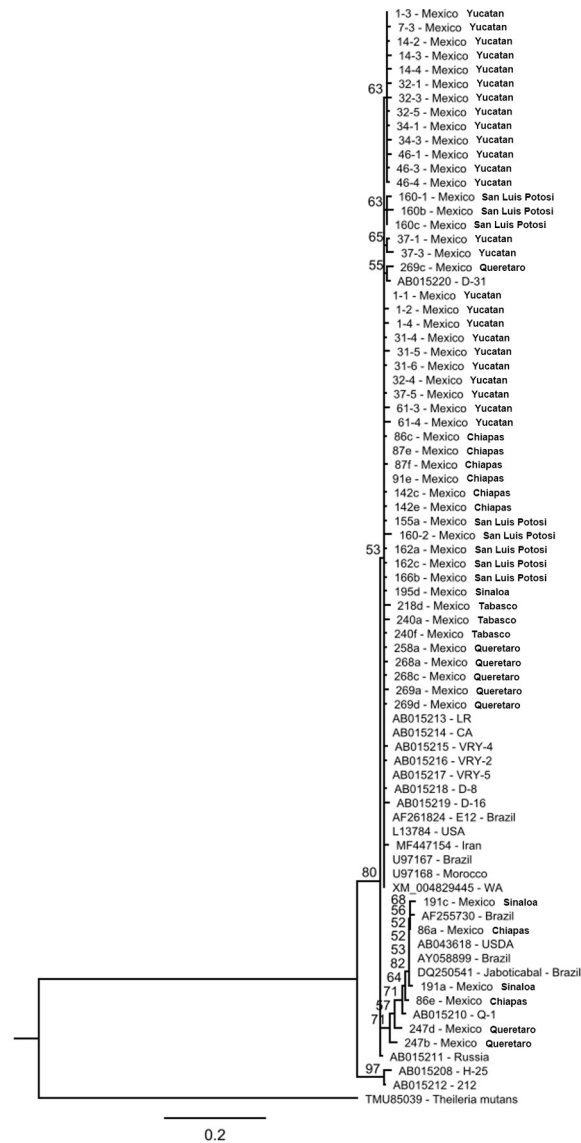 1-3 - Mexico Yucatan
7-3 - Mexico Yucatan
14-2 - Mexico Yucatan
14-3 - Mexico Yucatan
14-4 - Mexico Yucatan
32-1 - Mexico Yucatan
63
32-3 - Mexico Yucatan
32-5 - Mexico Yucatan
34-1 - Mexico Yucatan
34-3 - Mexico Yucatan
46-1 - Mexico Yucatan
46-3 - Mexico Yucatan
46-4 - Mexico Yucatan
160-1 - Mexico San Luis Potosi
63
160b - Mexico San Luis Potosi
160c - Mexico San Luis Potosi
65
37-1 - Mexico Yucatan
37-3 - Mexico Yucatan
55
269c - Mexico Queretaro
AB015220 - D-31
1-1 - Mexico Yucatan
1-2 - Mexico Yucatan
1-4 - Mexico Yucatan
31-4 - Mexico Yucatan
31-5 - Mexico Yucatan
31-6 - Mexico Yucatan
32-4 - Mexico Yucatan
37-5 - Mexico Yucatan
61-3 - Mexico Yucatan
61-4 - Mexico Yucatan
86c - Mexico Chiapas
87e - Mexico Chiapas
87f - Mexico Chiapas
91e - Mexico Chiapas
142c - Mexico Chiapas
142e - Mexico Chiapas
155a - Mexico San Luis Potosi
160-2 - Mexico San Luis Potosi
53
162a - Mexico San Luis Potosi
162c - Mexico San Luis Potosi
166b - Mexico San Luis Potosi
195d - Mexico Sinaloa
218d - Mexico Tabasco
240a - Mexico Tabasco
240f - Mexico Tabasco
258a - Mexico Queretaro
268a - Mexico Queretaro
268c - Mexico Queretaro
269a - Mexico Queretaro
269d - Mexico Queretaro
AB015213 - LR
AB015214 - CA
AB015215 - VRY-4
AB015216 - VRY-2
AB015217 - VRY-5
AB015218 - D-8
AB015219 - D-16
AF261824 - E12 - Brazil
L13784 - USA
MF447154 - Iran
U97167 - Brazil
80
U97168 - Morocco
XM_004829445 - WA
68
191c - Mexico Sinaloa
56
AF255730 - Brazil
52
86a - Mexico Chiapas
52
AB043618 - USDA
53
AY058899 - Brazil
82
DQ250541 - Jaboticabal - Brazil
64
191a - Mexico Sinaloa
71
86e - Mexico Chiapas
57
AB015210 - Q-1
71
247d - Mexico Queretaro
247b - Mexico Queretaro
AB015211 - Russia
97
AB015208 - H-25
AB015212 - 212
TMU85039 - Theileria mutans
0.2